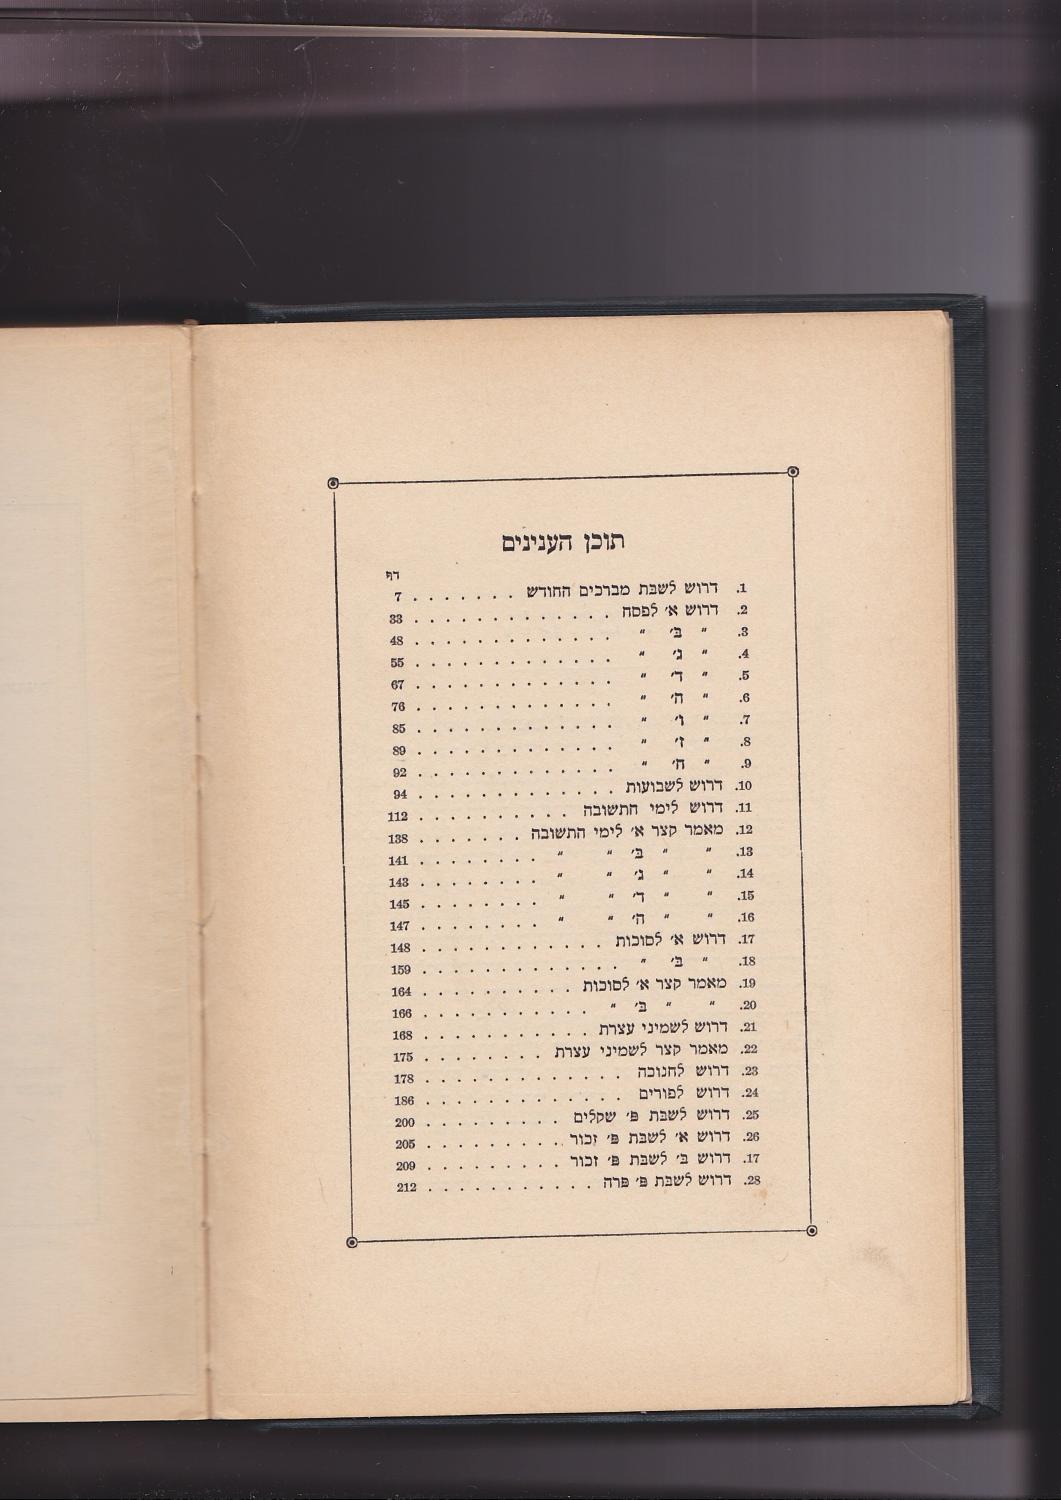 תוכן הענינים
דף
1. דרוש לשבת מברכים החודש . . . . . . . 7
2. דרוש א׳ לפסח . . . . . . . . . . . . . 33
3. " ב׳ " . . . . . . . . . . . . . 48
4. " ג׳ " . . . . . . . . . . . . . 55
5. " ד׳ " . . . . . . . . . . . . . 67
6. " ה׳ " . . . . . . . . . . . . . 76
7. " ו׳ " . . . . . . . . . . . . . 85
8. " ז׳ " . . . . . . . . . . . . . 89
9. " ח׳ " . . . . . . . . . . . . . 92
10. דרוש לשבועות . . . . . . . . . . . . . 94
11. דרוש לימי התשובה . . . . . . . . . . 112
12. מאמר קצר א׳ לימי התשובה . . . . . . . 138
13. " " ב׳ " " . . . . . . . . 141
14. " " ג׳ " " . . . . . . . . 143
15. " " ד׳ " " . . . . . . . . 145
16. " " ה׳ " " . . . . . . . . 147
17. דרוש א׳ לסוכות . . . . . . . . . . . . 148
18. " ב׳ " . . . . . . . . . . . . . 159
19. מאמר קצר א׳ לסוכות . . . . . . . . . . 164
20. " " ב׳ " . . . . . . . . . . . 166
21. דרוש לשמיני עצרת . . . . . . . . . . . 168
22. מאמר קצר לשמיני עצרת . . . . . . . . 175
23. דרוש לחנוכה . . . . . . . . . . . . . 178
24. דרוש לפורים . . . . . . . . . . . . . 186
25. דרוש לשבת פ׳ שקלים . . . . . . . . . 200
26. דרוש א׳ לשבת פ׳ זכור . . . . . . . . . 205
17. דרוש ב׳ לשבת פ׳ זכור . . . . . . . . . 209
28. דרוש לשבת פ׳ פרה . . . . . . . . . . . 212